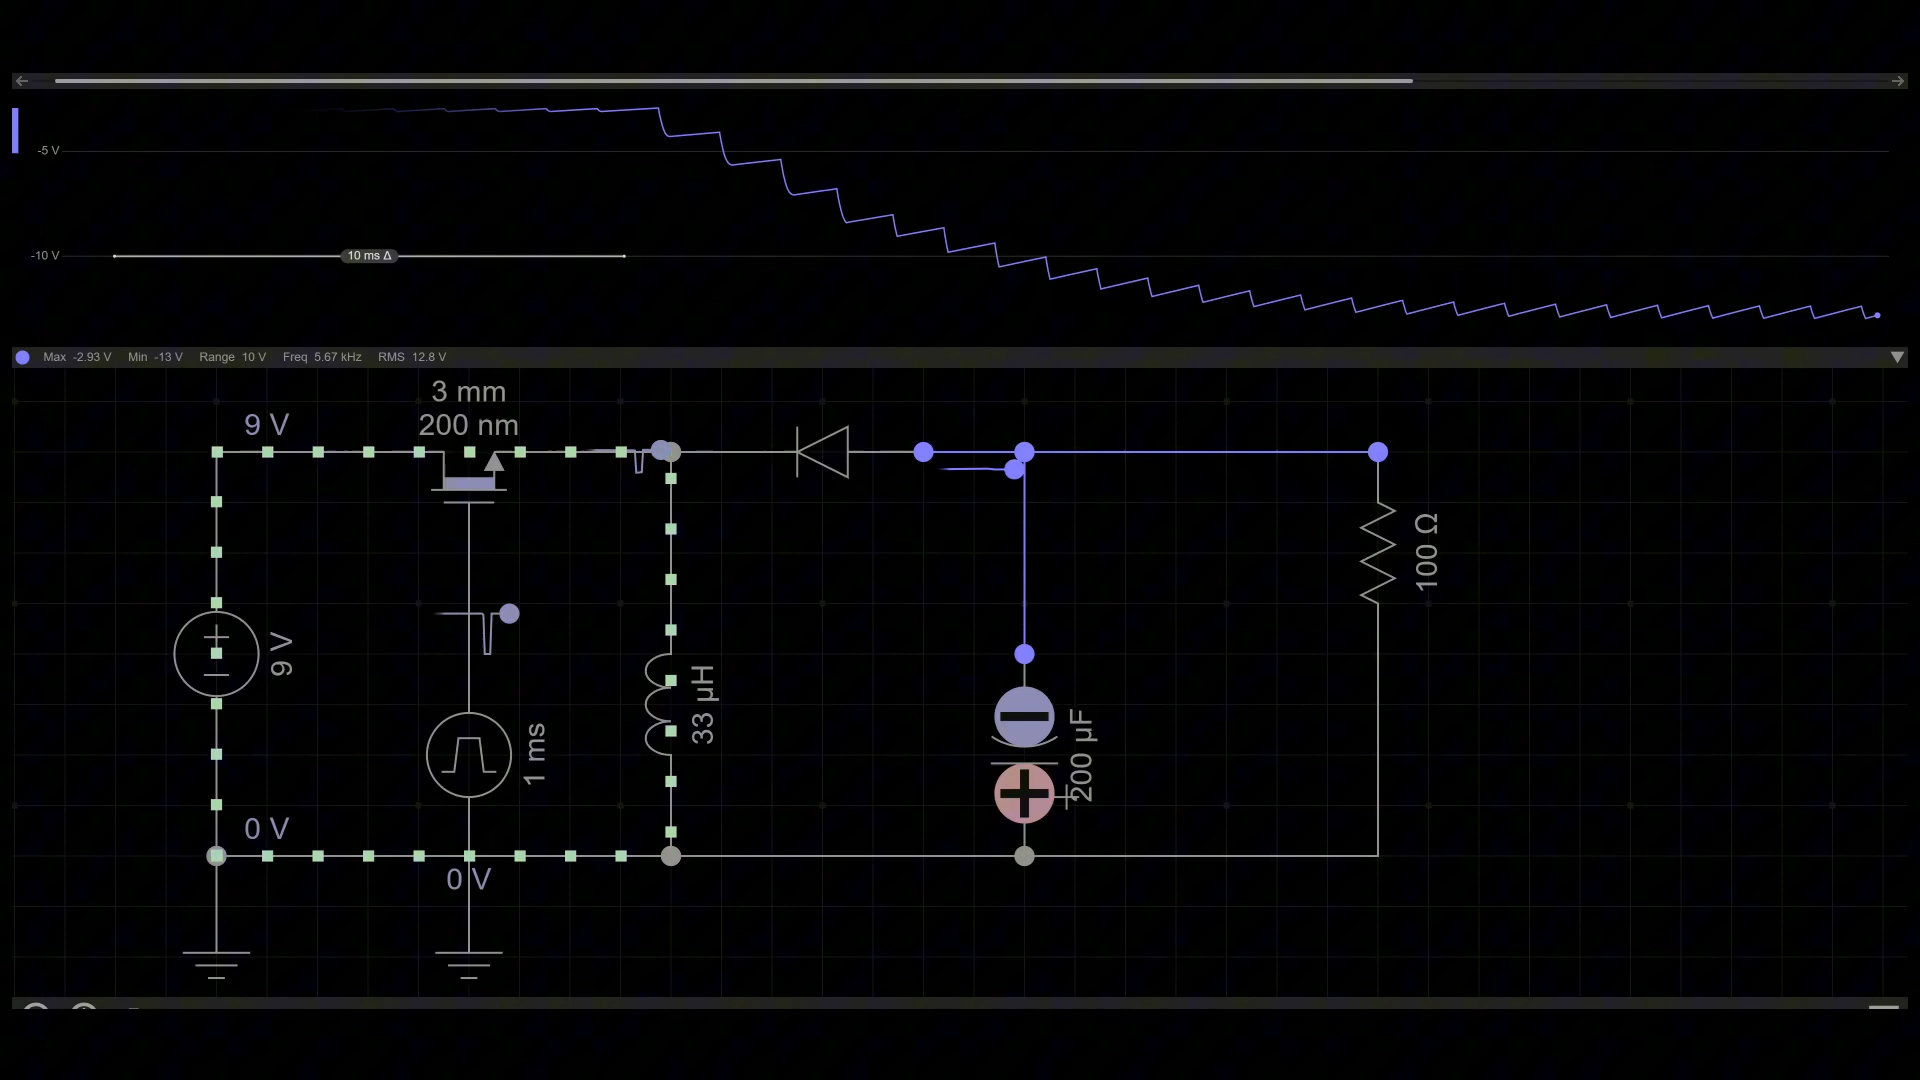 -5 V
-10 V
10 ms Δ
Max -2.93 V Min -13 V Range 10 V Freq 5.67 kHz RMS 12.8 V
3 mm
200 nm
9 V
100 Ω
9 V
33 µH
1 ms
200 µF
0 V
0 V